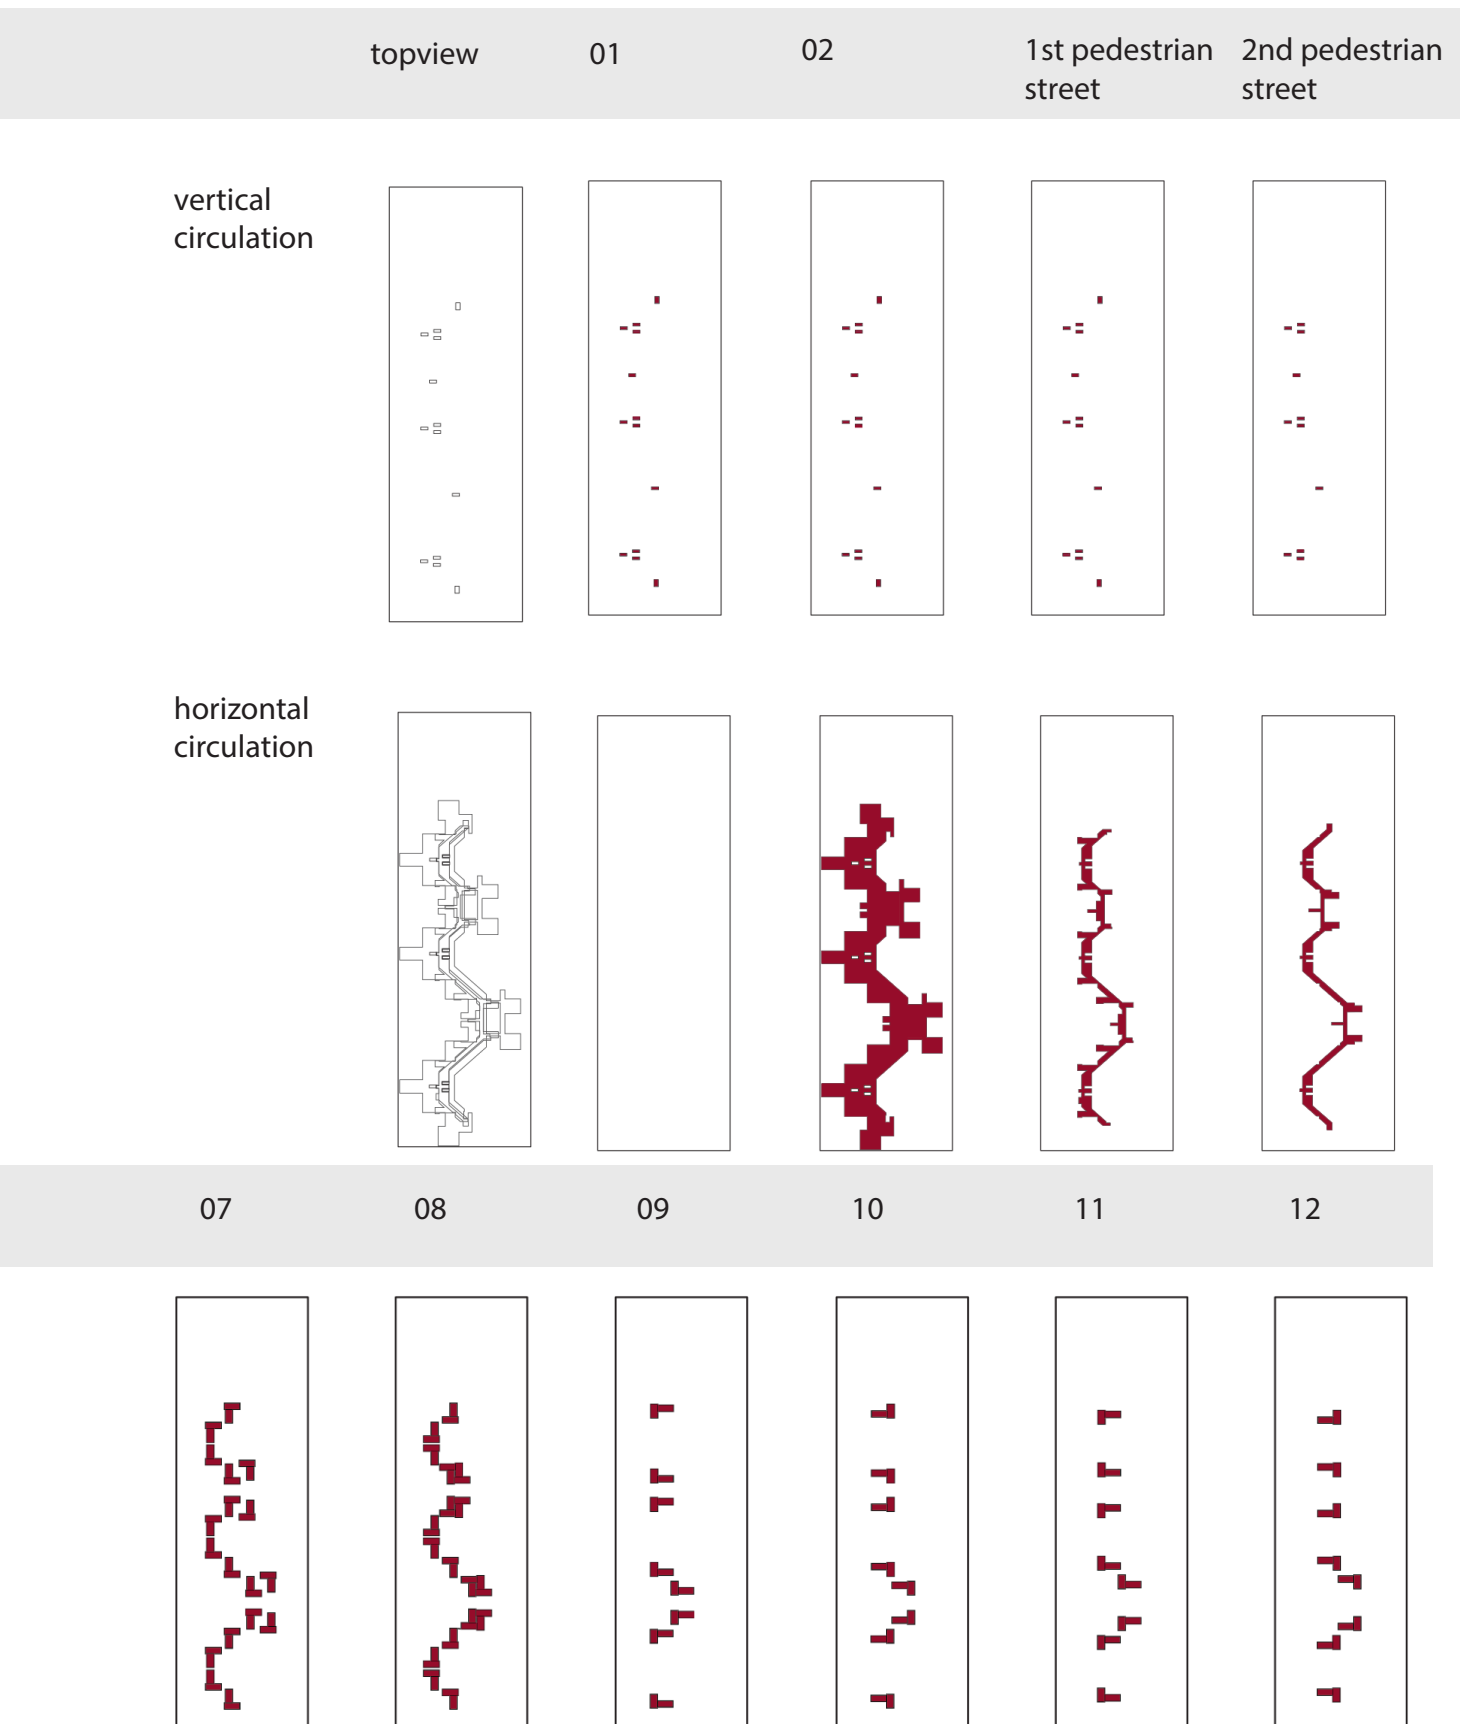 topview
01
02
1st pedestrian
street
2nd pedestrian
street
vertical
circulation
horizontal
circulation
07
08
09
10
11
12